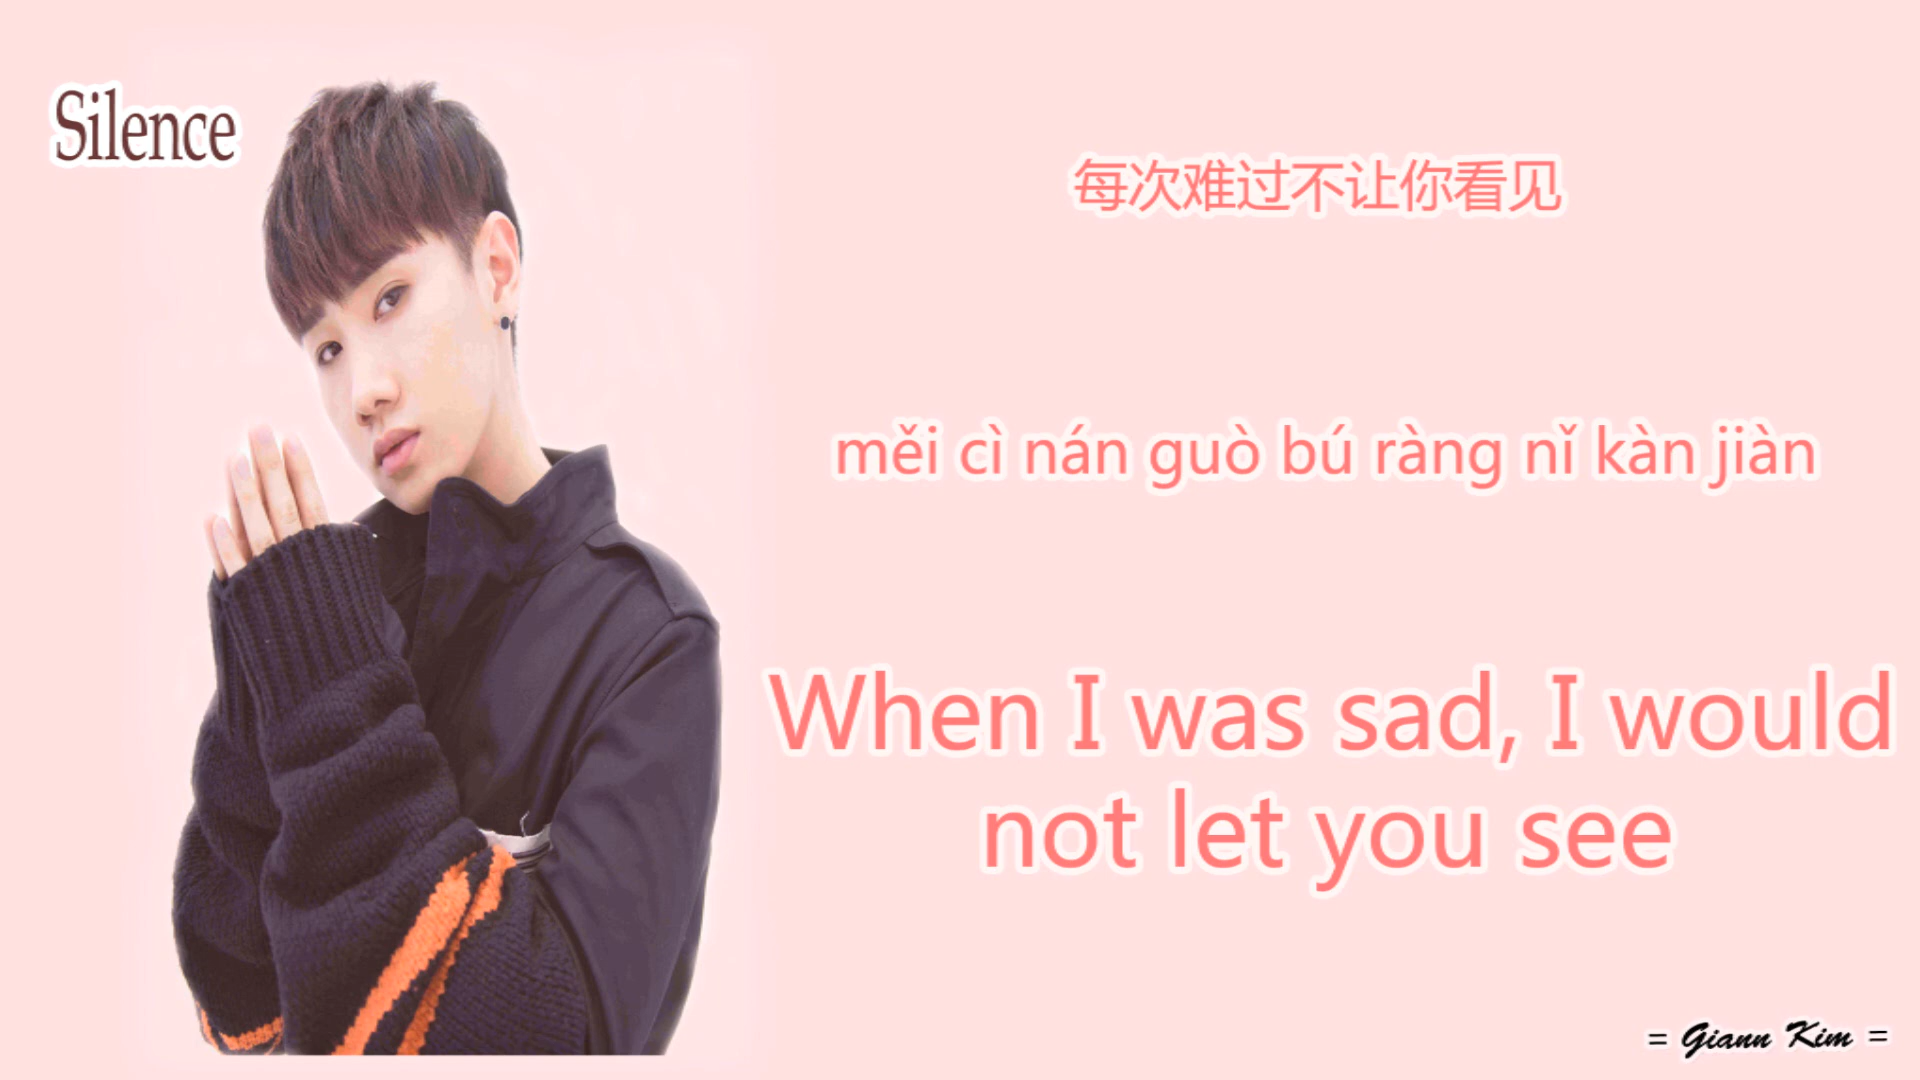 Silence
每次难过不让你看见
měi cì nán guò bú ràng nǐ kàn jiàn
When I was sad, I would
not let you see
= Giann Kim =